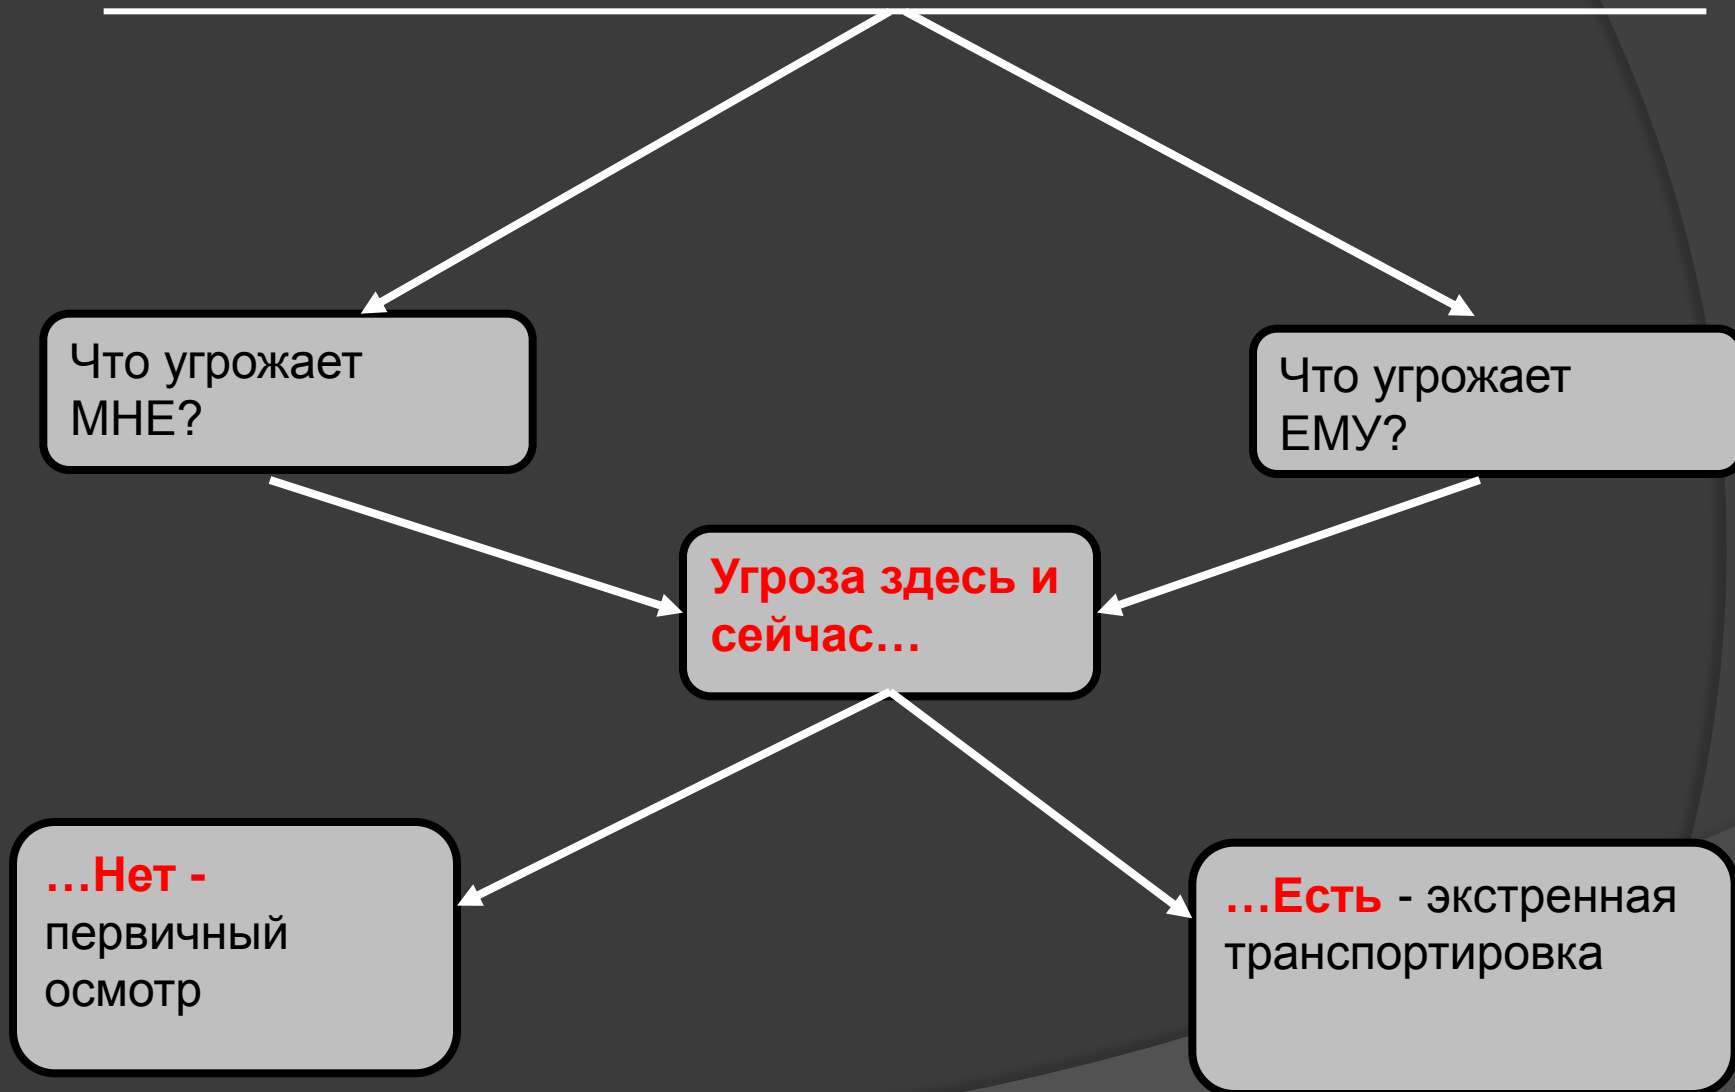 Что угрожает
МНЕ?
Что угрожает
ЕМУ?
Угроза здесь и
сейчас…
…Нет -
первичный
осмотр
…Есть - экстренная
транспортировка